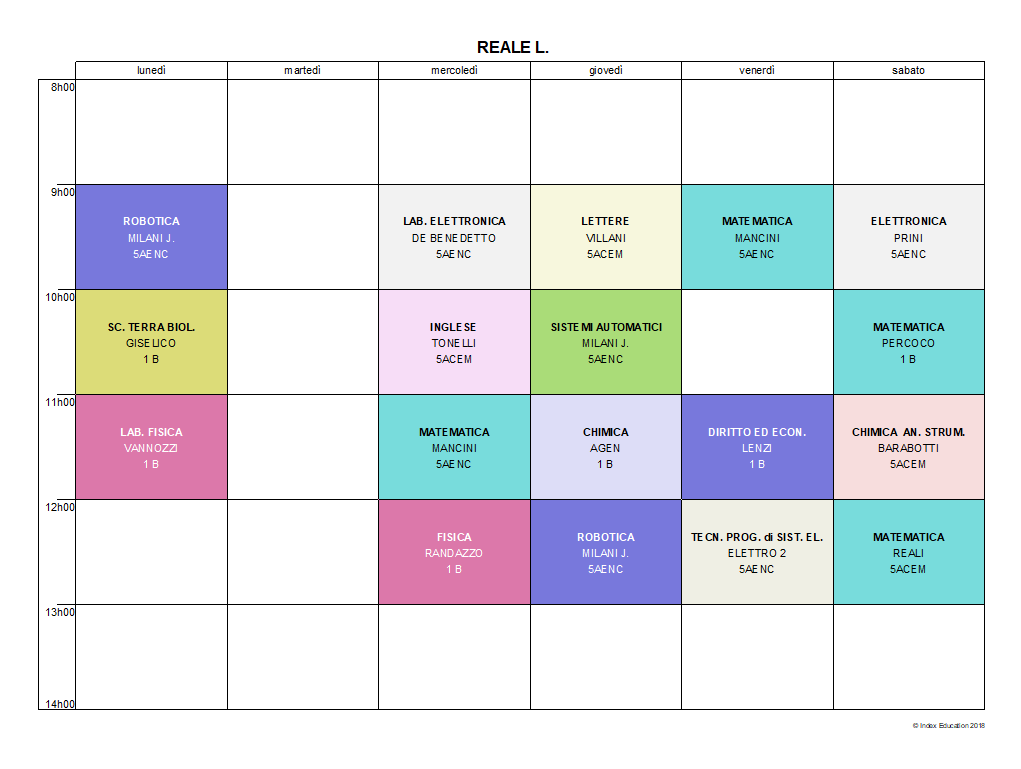 REALE L.
lunedì martedì mercoledì giovedì venerdì sabato
8h00
9h00
ROBOTICA LAB. ELETTRONICA LETTERE MATEMATICA ELETTRONICA
MILANI J. DE BENEDETTO VILLANI MANCINI PRINI
5AENC 5AENC 5ACEM 5AENC 5AENC
10h00
SC. TERRA BIOL. INGLESE SISTEMI AUTOMATICI MATEMATICA
GISELICO TONELLI MILANI J. PERCOCO
1 B 5ACEM 5AENC 1 B
11h00
LAB. FISICA MATEMATICA CHIMICA DIRITTO ED ECON. CHIMICA AN. STRUM.
VANNOZZI MANCINI AGEN LENZI BARABOTTI
1 B 5AENC 1 B 1 B 5ACEM
12h00
FISICA ROBOTICA TECN. PROG. di SIST. EL. MATEMATICA
RANDAZZO MILANI J. ELETTRO 2 REALI
1 B 5AENC 5AENC 5ACEM
13h00
14h00
© Index Education 2018